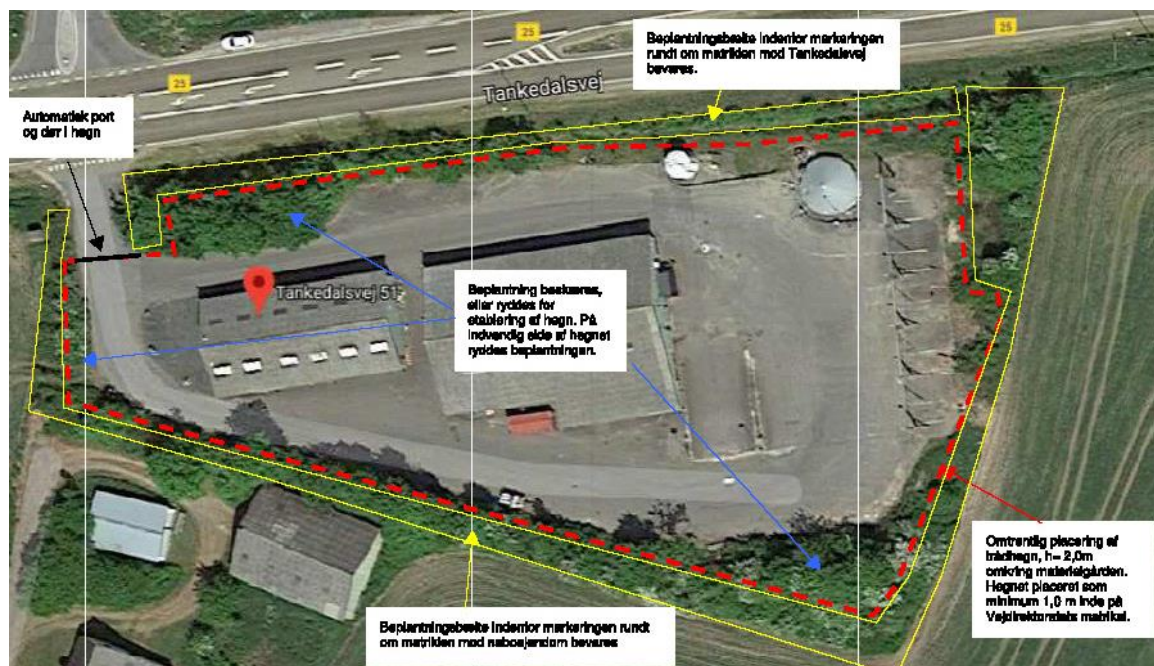 Beplantningsbælte indenfor markeringen
rundt om matriklen mod Tankedalsvej
bevares.
25
25
25
Tankedalsvej
Automatisk port
og dør i hegn
Tankedalsvej 51
Beplantning beskæres,
eller ryddes for
etablering af hegn. På
indvendig side af hegnet
ryddes beplantningen.
Omtrentlig placering af
trådhegn, h= 2,0m
omkring materielgården.
Hegnet placeret som
minimum 1,0 m inde på
Vejdirektoratets matrikel.
Beplantningsbælte indenfor markeringen rundt
om matriklen mod naboejendom bevares